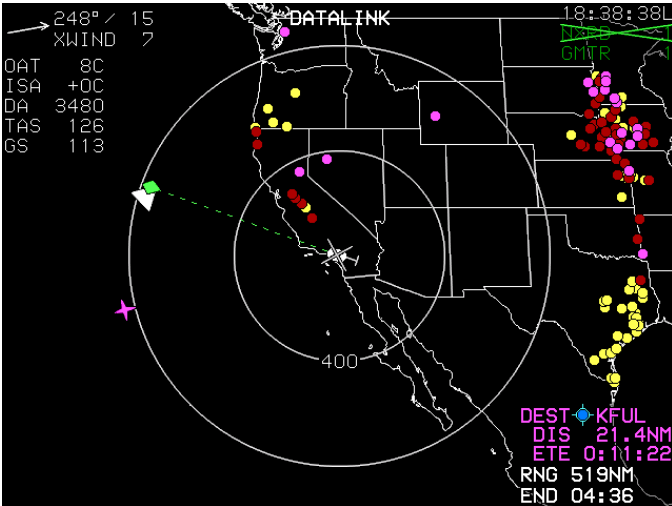 248° / 15
XWIND 7
DATALINK
18:38:38L
NXRD
GMTR
OAT 8C
ISA +0C
DA 3480
TAS 126
GS 113
400
DEST KFUL
DIS 21.4NM
ETE 0:11:22
RNG 519NM
END 04:36